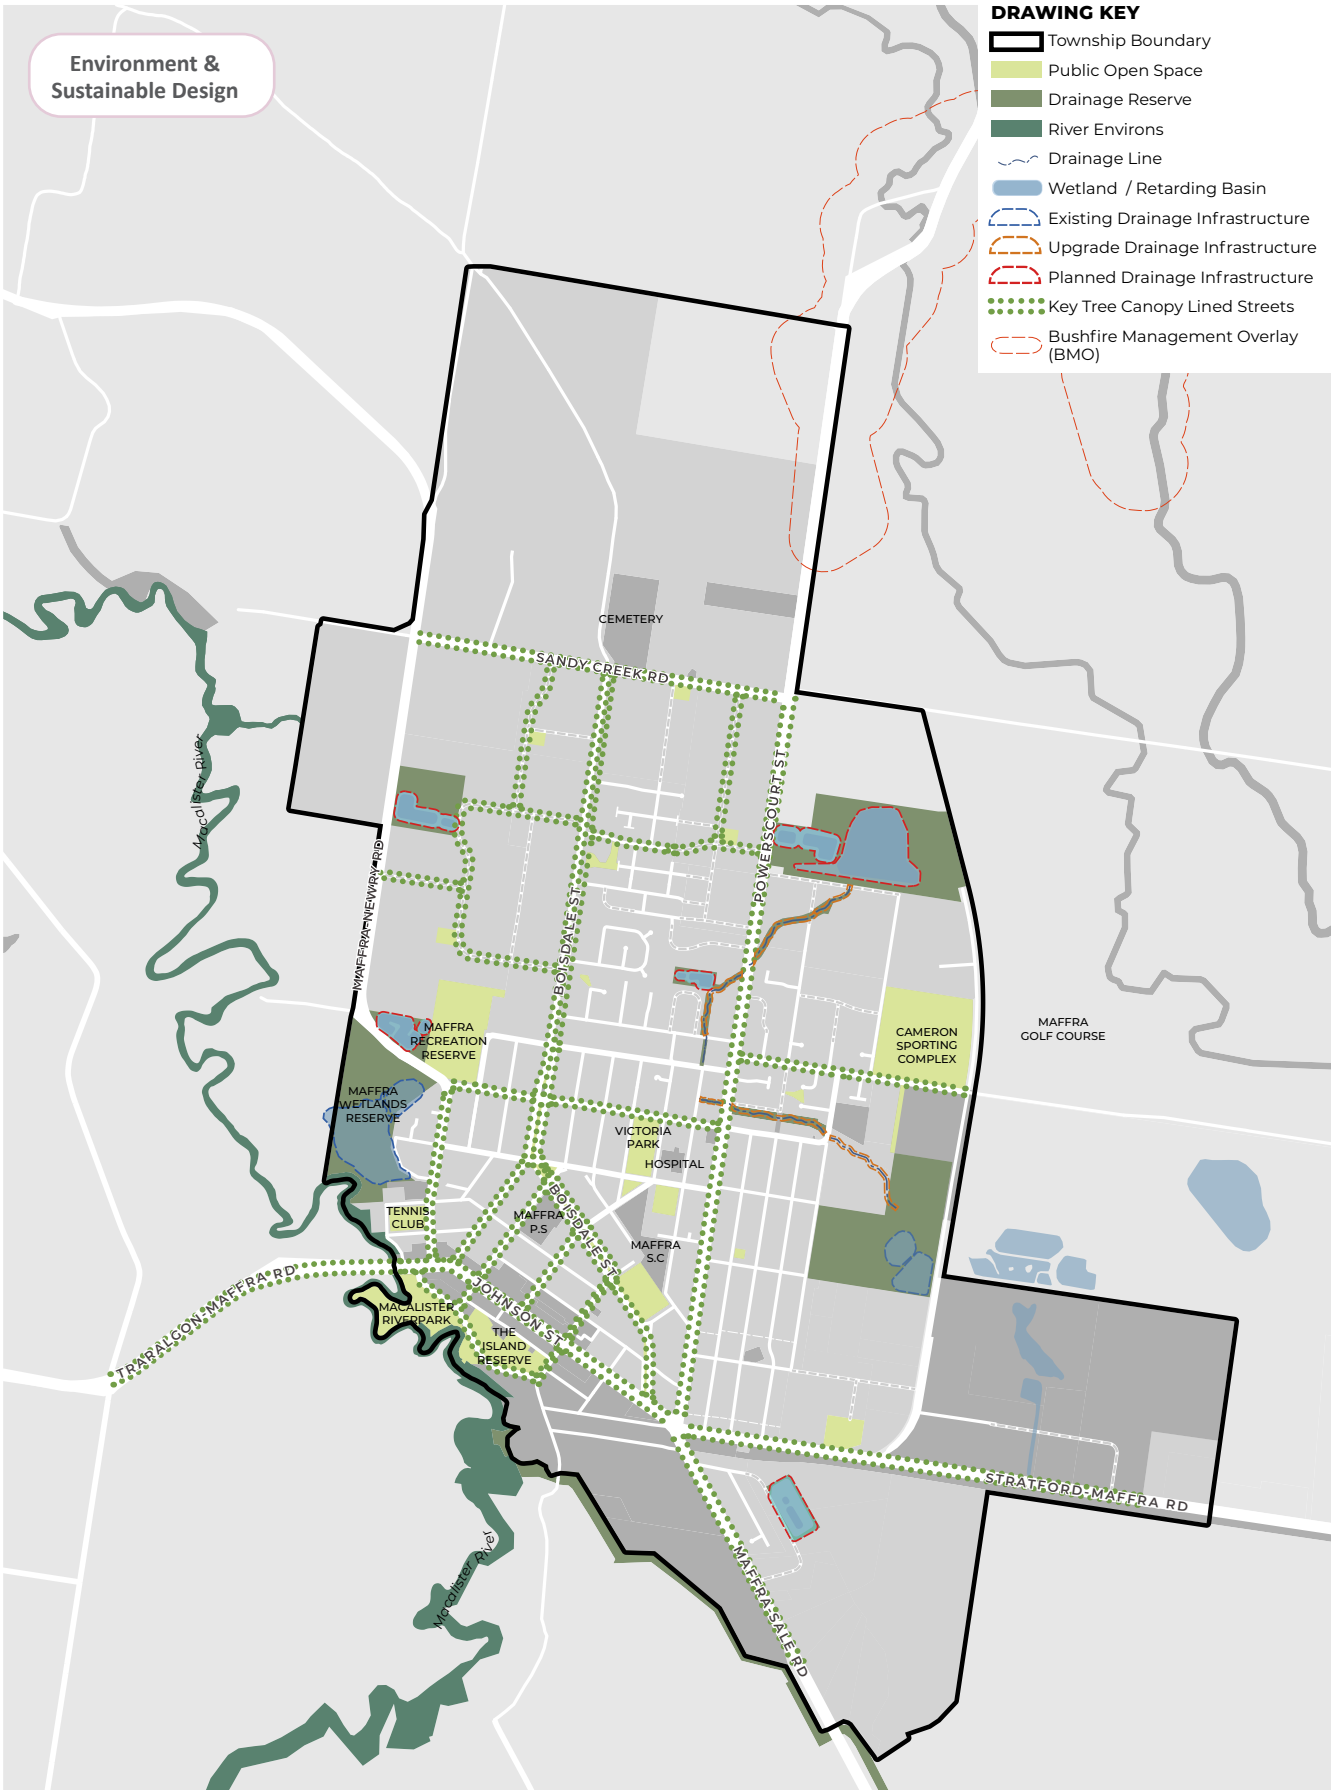 Environment &
Sustainable Design
DRAWING KEY
Township Boundary
Public Open Space
Drainage Reserve
River Environs
Drainage Line
Wetland / Retarding Basin
Existing Drainage Infrastructure
Upgrade Drainage Infrastructure
Planned Drainage Infrastructure
Key Tree Canopy Lined Streets
Bushfire Management Overlay
(BMO)
CEMETERY
SANDY CREEK RD
Macalister River
POWERSCOURT ST
MAFFRA-NEWRY RD
BOISDALE ST
MAFFRA
RECREATION
RESERVE
CAMERON
SPORTING
COMPLEX
MAFFRA
GOLF COURSE
MAFFRA
WETLANDS
RESERVE
VICTORIA
PARK
HOSPITAL
TENNIS
CLUB
MAFFRA
P.S
BOISDALE ST
MAFFRA
S.C
TRARALGON-MAFFRA RD
MACALISTER
RIVERPARK
JOHNSON ST
THE
ISLAND
RESERVE
STRATFORD-MAFFRA RD
Macalister River
MAFFRA-SALE RD